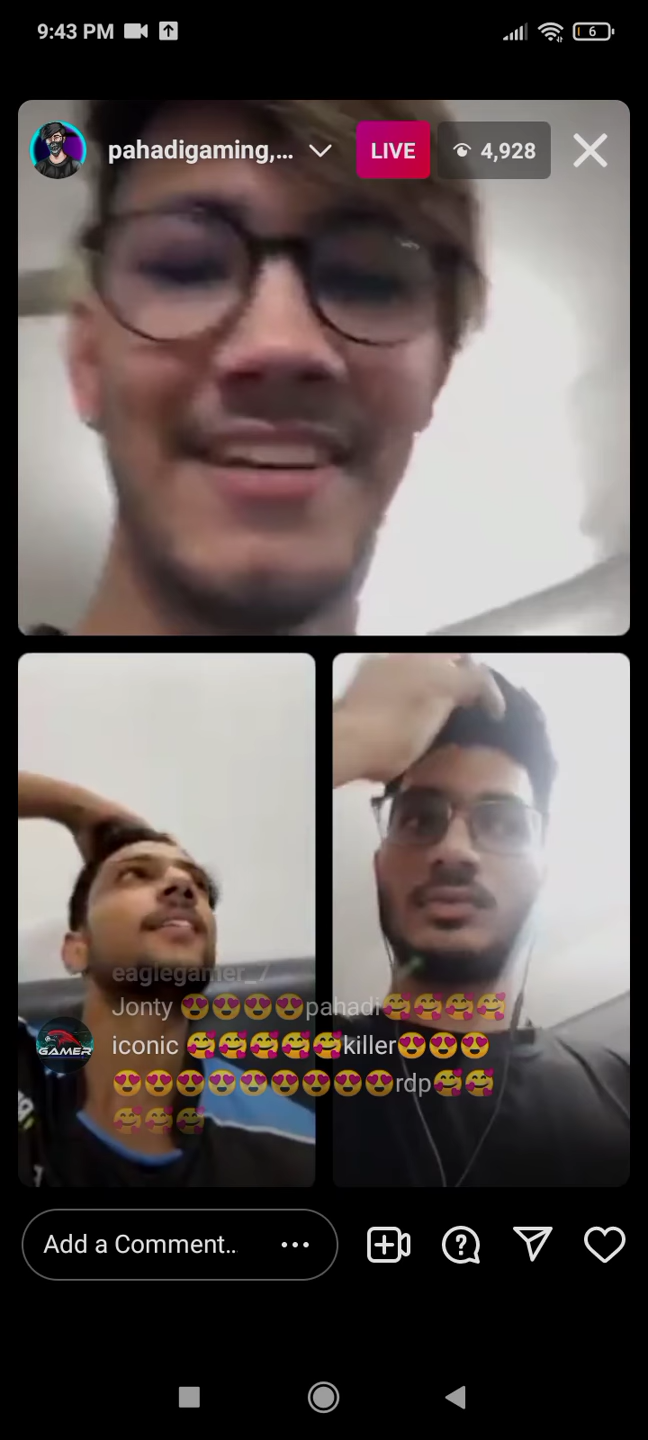 9:43 PM
6
pahadigaming,...
LIVE
4,928
eaglegamer_7
Jonty 😍😍😍😍pahadi🥰🥰🥰🥰
iconic 🥰🥰🥰🥰🥰killer😍😍😍
😍😍😍😍😍😍😍😍😍rdp🥰🥰
🥰🥰🥰
GAMER
Add a Comment..